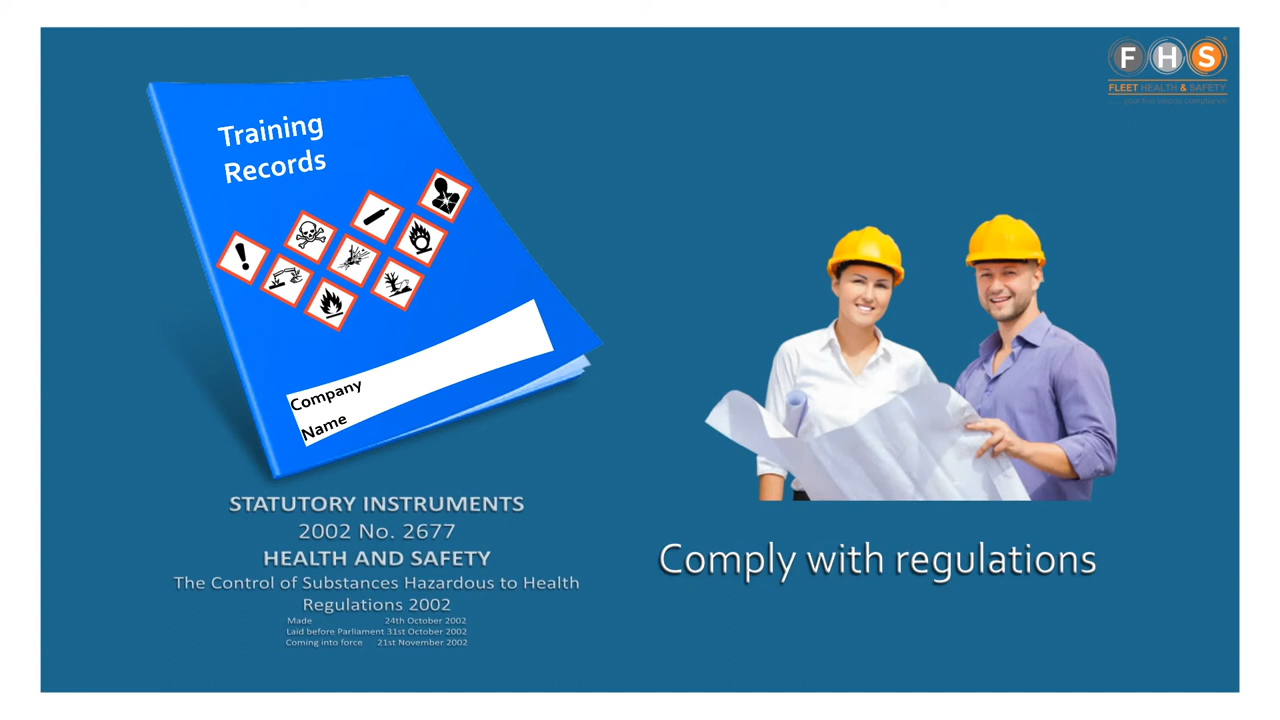 F H S
FLEET HEALTH & SAFETY
Training
Records
Company
Name
STATUTORY INSTRUMENTS
2002 No. 2677
HEALTH AND SAFETY
The Control of Substances Hazardous to Health
Regulations 2002
Made 24th October 2002
Laid before Parliament 31st October 2002
Coming into force 21st November 2002
Comply with regulations